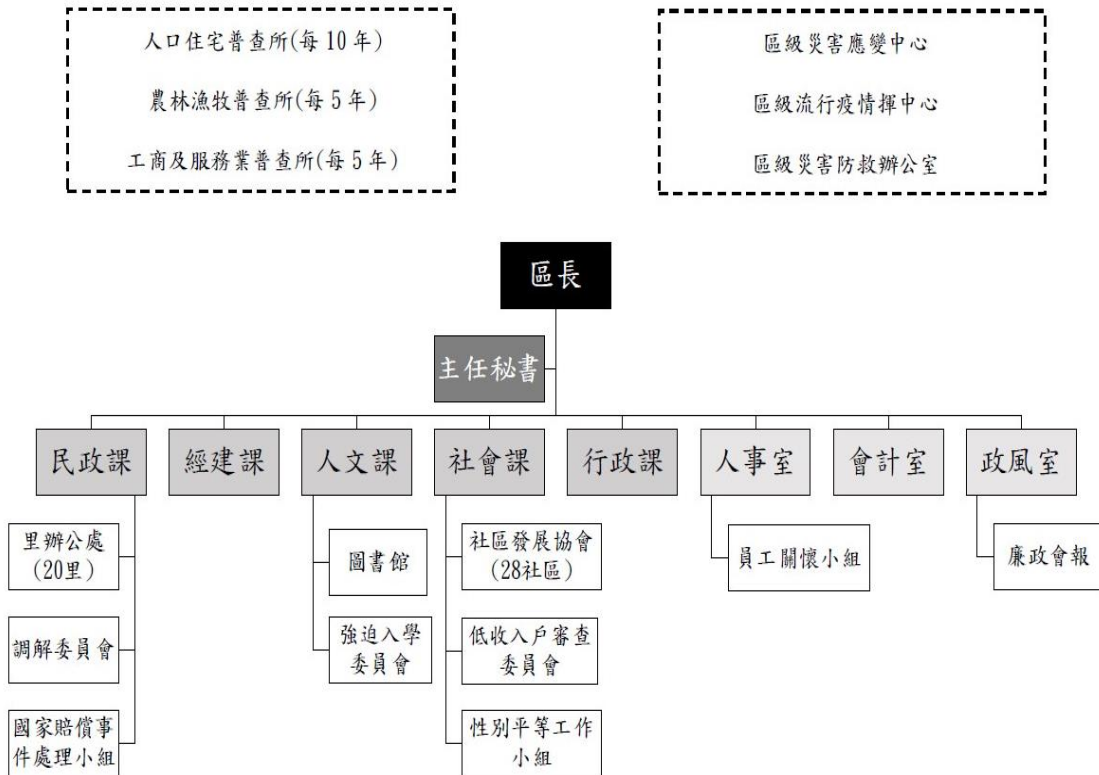 人口住宅普查所(每10年)
農林漁牧普查所(每5年)
工商及服務業普查所(每5年)
區級災害應變中心
區級流行疫情揮中心
區級災害防救辦公室
區長
主任秘書
民政課
經建課
人文課
社會課
行政課
人事室
會計室
政風室
里辦公處
(20里)
調解委員會
國家賠償事
件處理小組
圖書館
強迫入學
委員會
社區發展協會
(28社區)
低收入戶審查
委員會
性別平等工作
小組
員工關懷小組
廉政會報